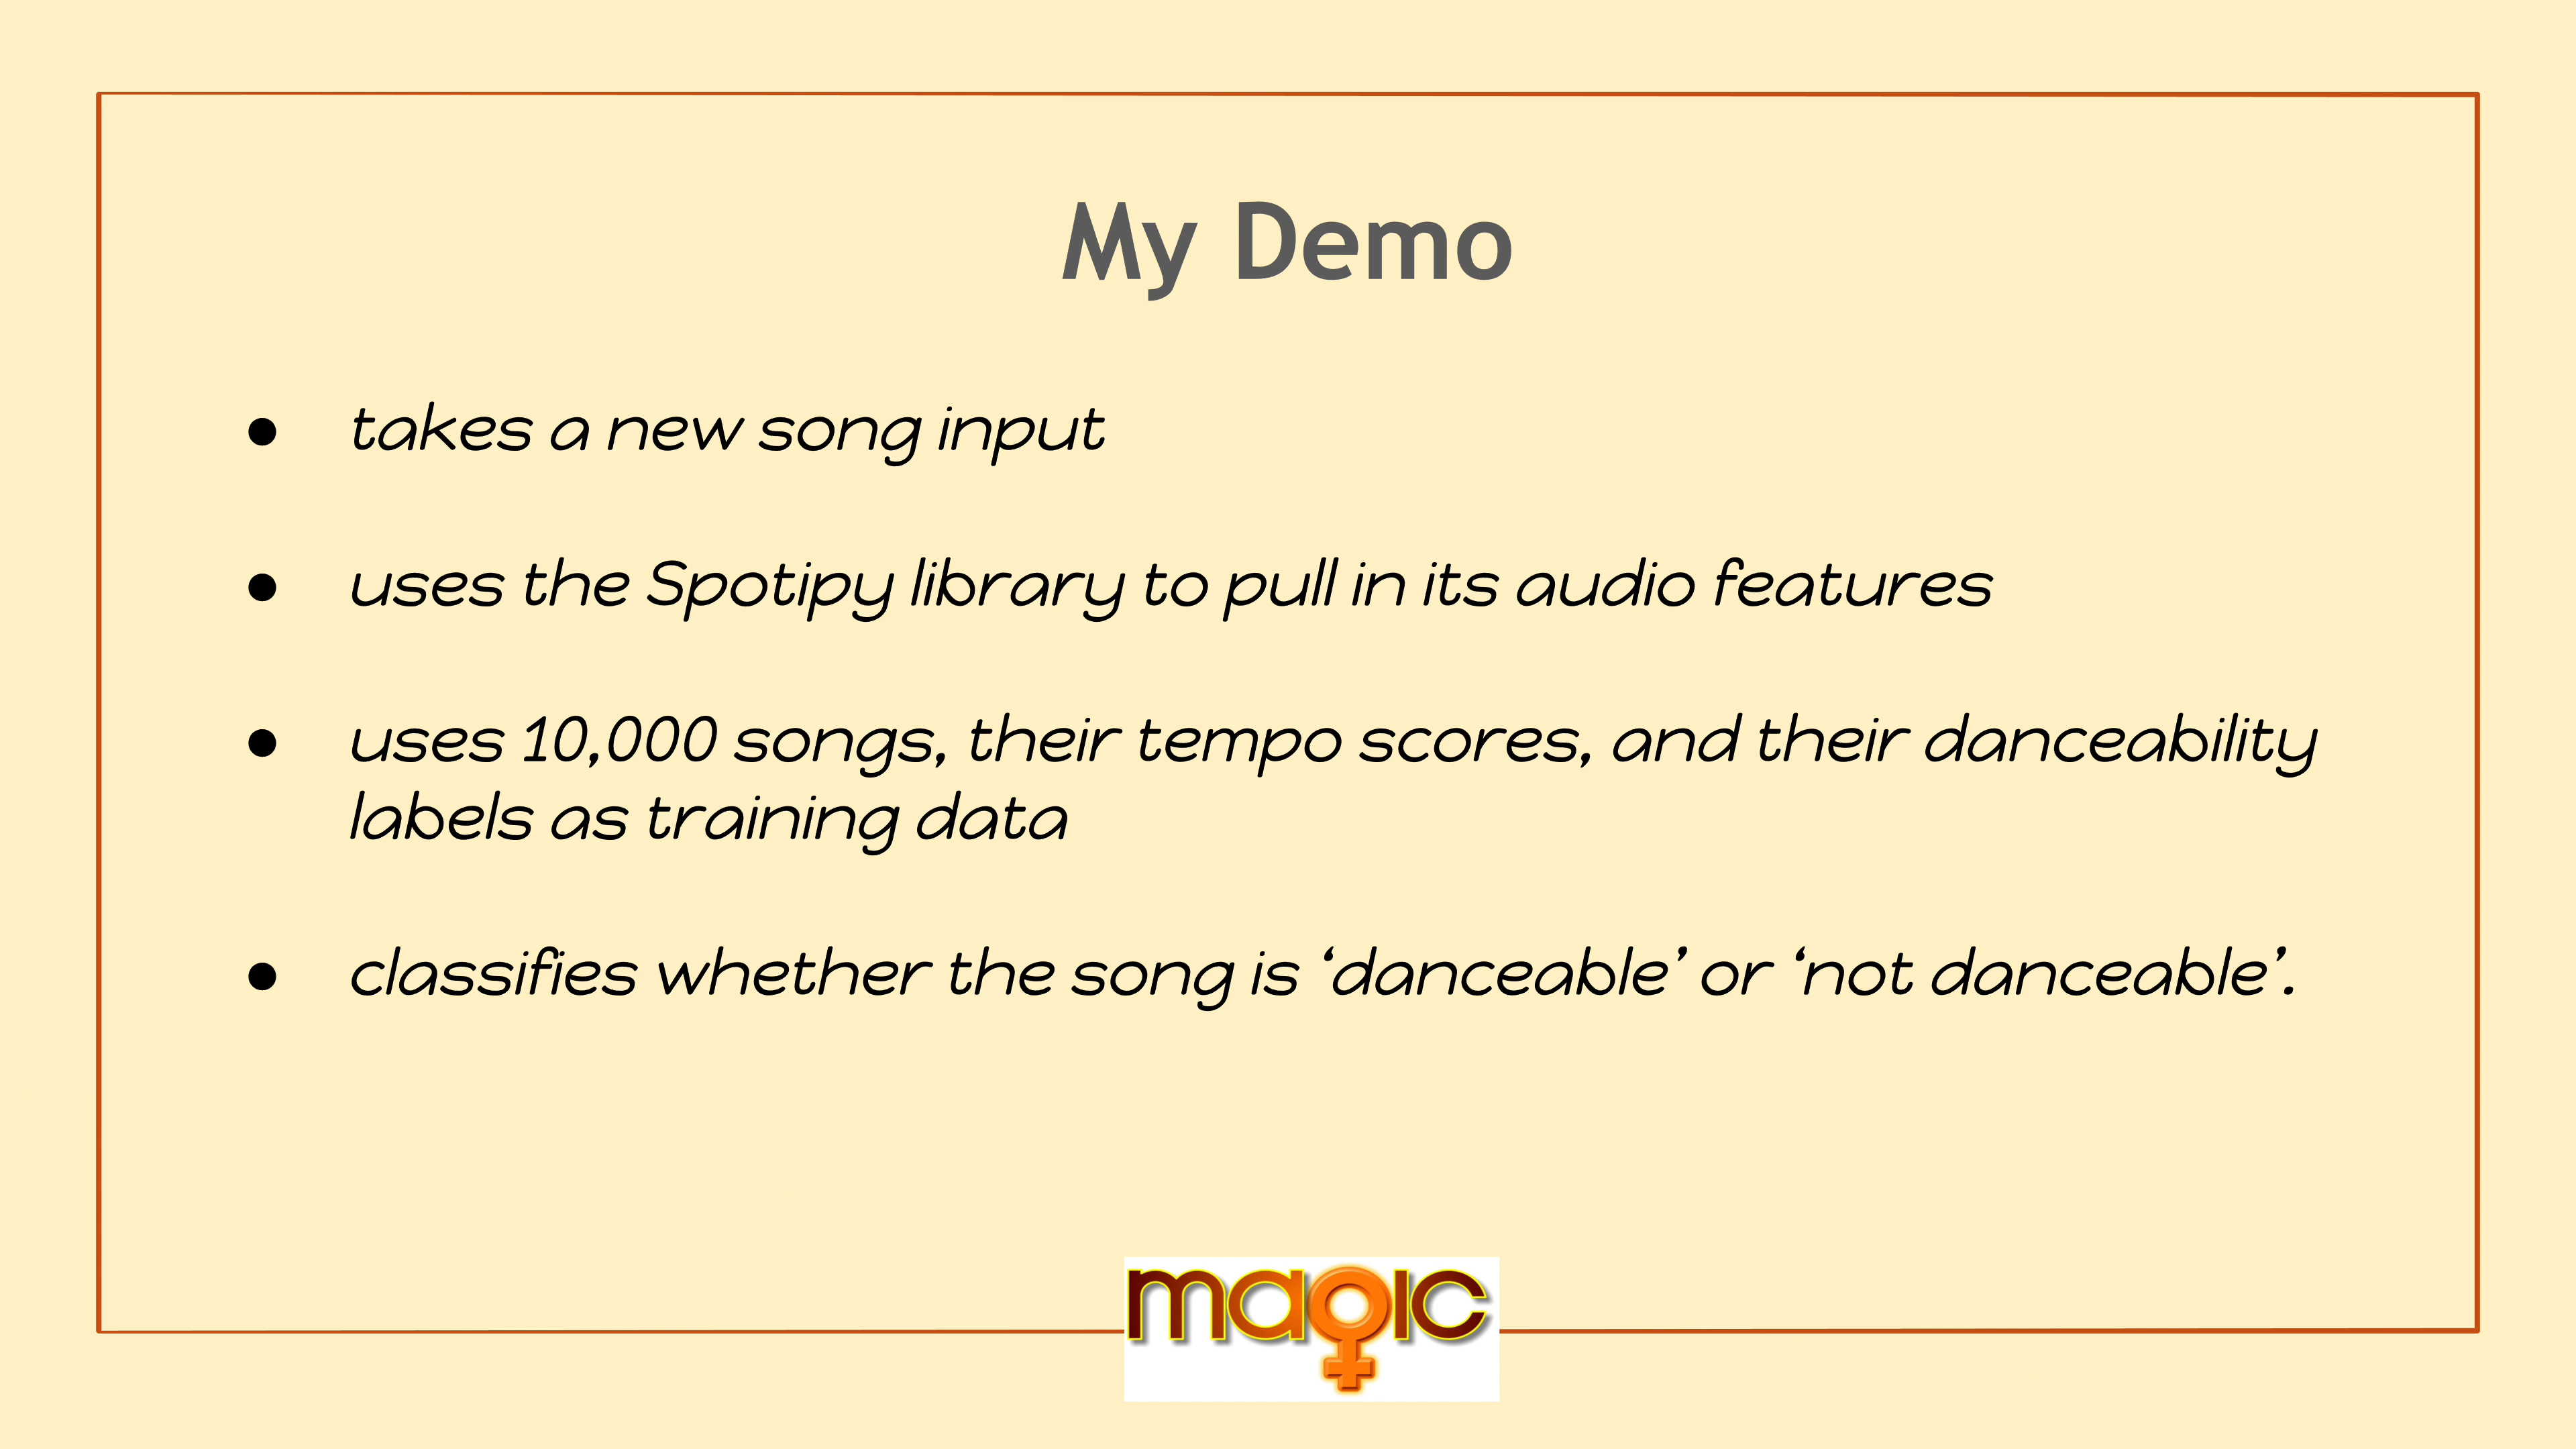 My Demo
● takes a new song input
● uses the Spotipy library to pull in its audio features
● uses 10,000 songs, their tempo scores, and their danceability
labels as training data
● classifies whether the song is ‘danceable’ or ‘not danceable’.
magic